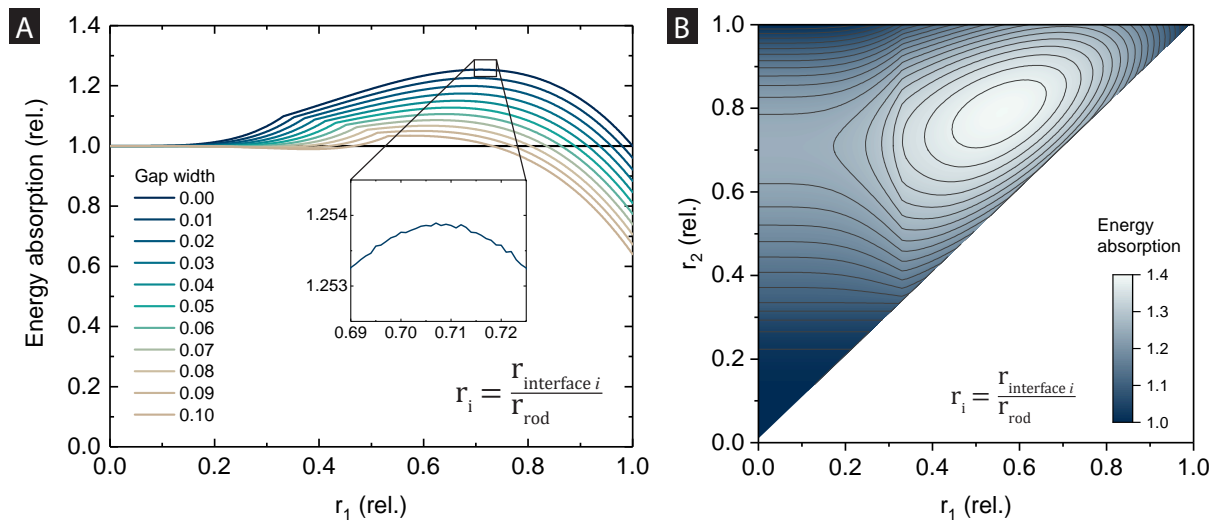 A
1.4
1.2
1.0
0.8
0.6
0.4
0.2
0.0
Energy absorption (rel.)
Gap width
0.00
0.01
0.02
0.03
0.04
0.05
0.06
0.07
0.08
0.09
0.10
1.254
1.253
0.69 0.70 0.71 0.72
r_i = r_interface i / r_rod
0.0 0.2 0.4 0.6 0.8 1.0
r_1 (rel.)
B
1.0
0.8
0.6
0.4
0.2
0.0
r_2 (rel.)
Energy
absorption
1.4
1.3
1.2
1.1
1.0
r_i = r_interface i / r_rod
0.0 0.2 0.4 0.6 0.8 1.0
r_1 (rel.)